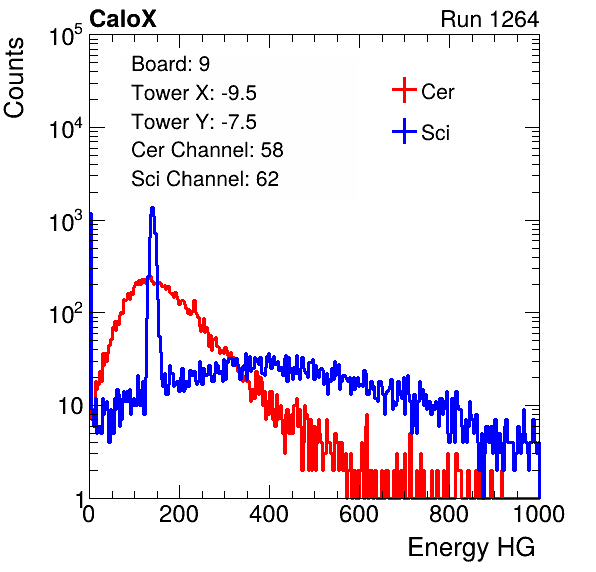 CaloX Run 1264
Counts
Board: 9
Tower X: -9.5
Tower Y: -7.5
Cer Channel: 58
Sci Channel: 62
Cer
Sci
10^5
10^4
10^3
10^2
10
1
0 200 400 600 800 1000
Energy HG